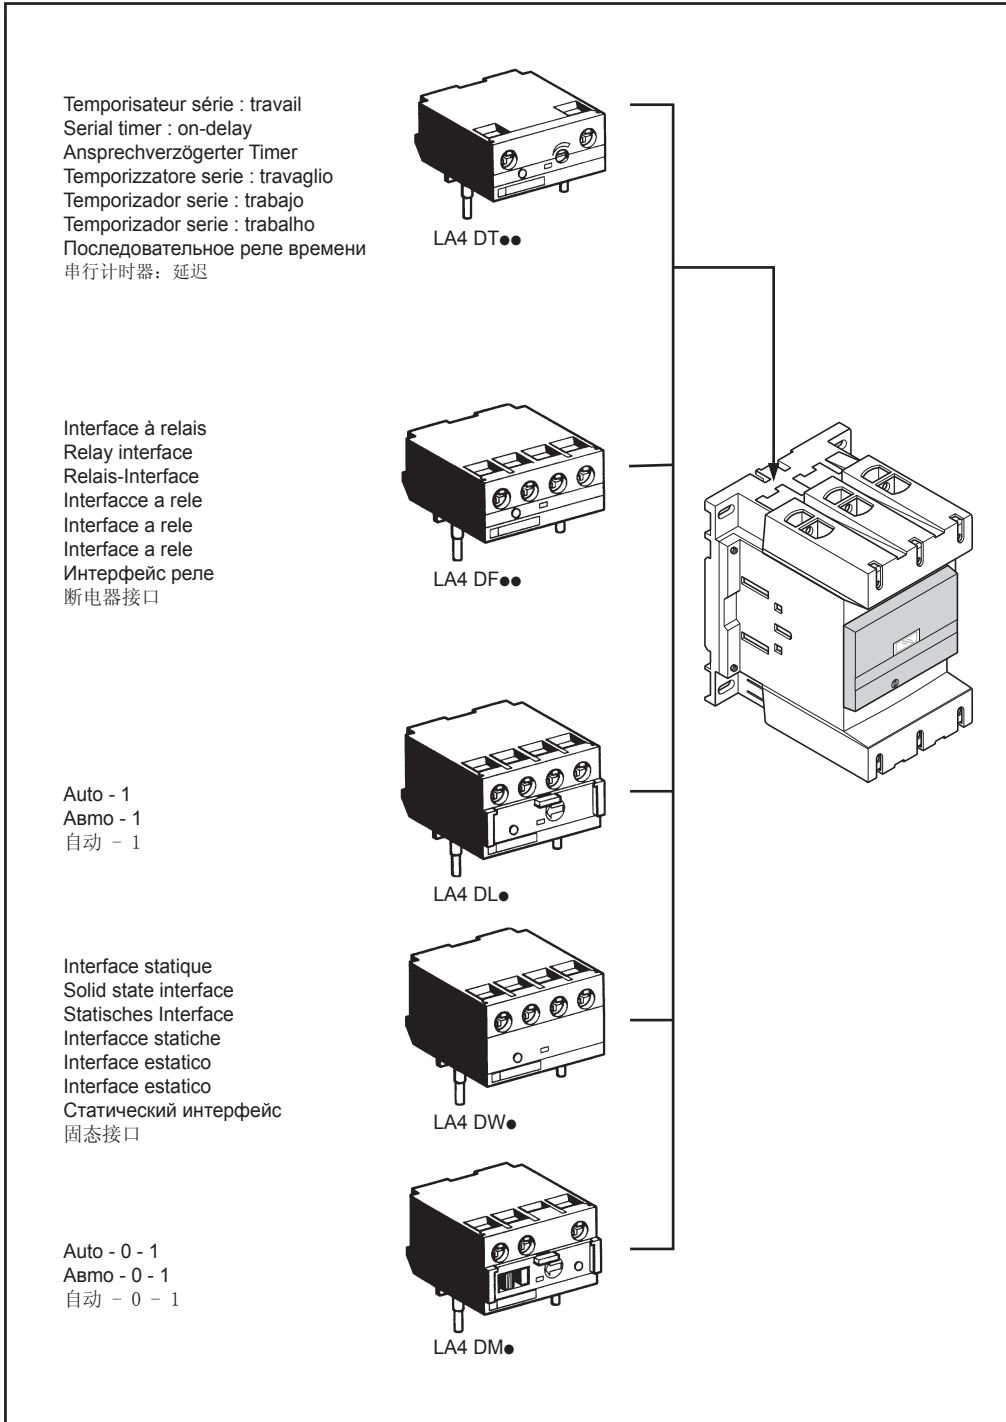 Temporisateur série : travail
Serial timer : on-delay
Ansprechverzögerter Timer
Temporizzatore serie : travaglio
Temporizador serie : trabajo
Temporizador serie : trabalho
Последовательное реле времени
串行计时器：延迟
LA4 DT●●
Interface à relais
Relay interface
Relais-Interface
Interfacce a rele
Interface a rele
Interface a rele
Интерфейс реле
断电器接口
LA4 DF●●
Auto - 1
Авто - 1
自动 - 1
LA4 DL●
Interface statique
Solid state interface
Statisches Interface
Interfacce statiche
Interface estatico
Interface estatico
Статический интерфейс
固态接口
LA4 DW●
Auto - 0 - 1
Авто - 0 - 1
自动 - 0 - 1
LA4 DM●